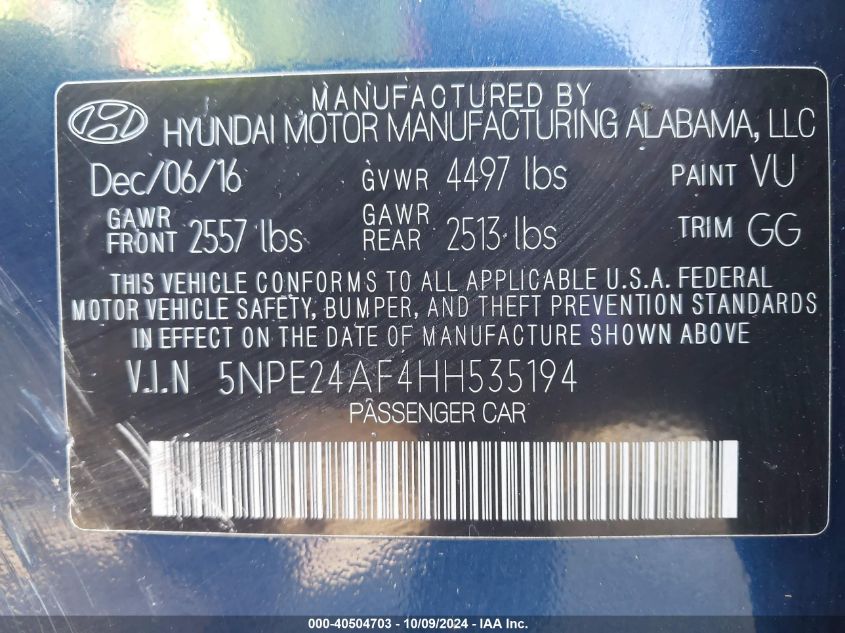 MANUFACTURED BY
HYUNDAI MOTOR MANUFACTURING ALABAMA, LLC
Dec/06/16 GVWR 4497 lbs PAINT VU
GAWR FRONT 2557 lbs GAWR REAR 2513 lbs TRIM GG
THIS VEHICLE CONFORMS TO ALL APPLICABLE U.S.A. FEDERAL
MOTOR VEHICLE SAFETY, BUMPER, AND THEFT PREVENTION STANDARDS
IN EFFECT ON THE DATE OF MANUFACTURE SHOWN ABOVE
V.I.N 5NPE24AF4HH535194
PASSENGER CAR
000-40504703 - 10/09/2024 - IAA Inc.